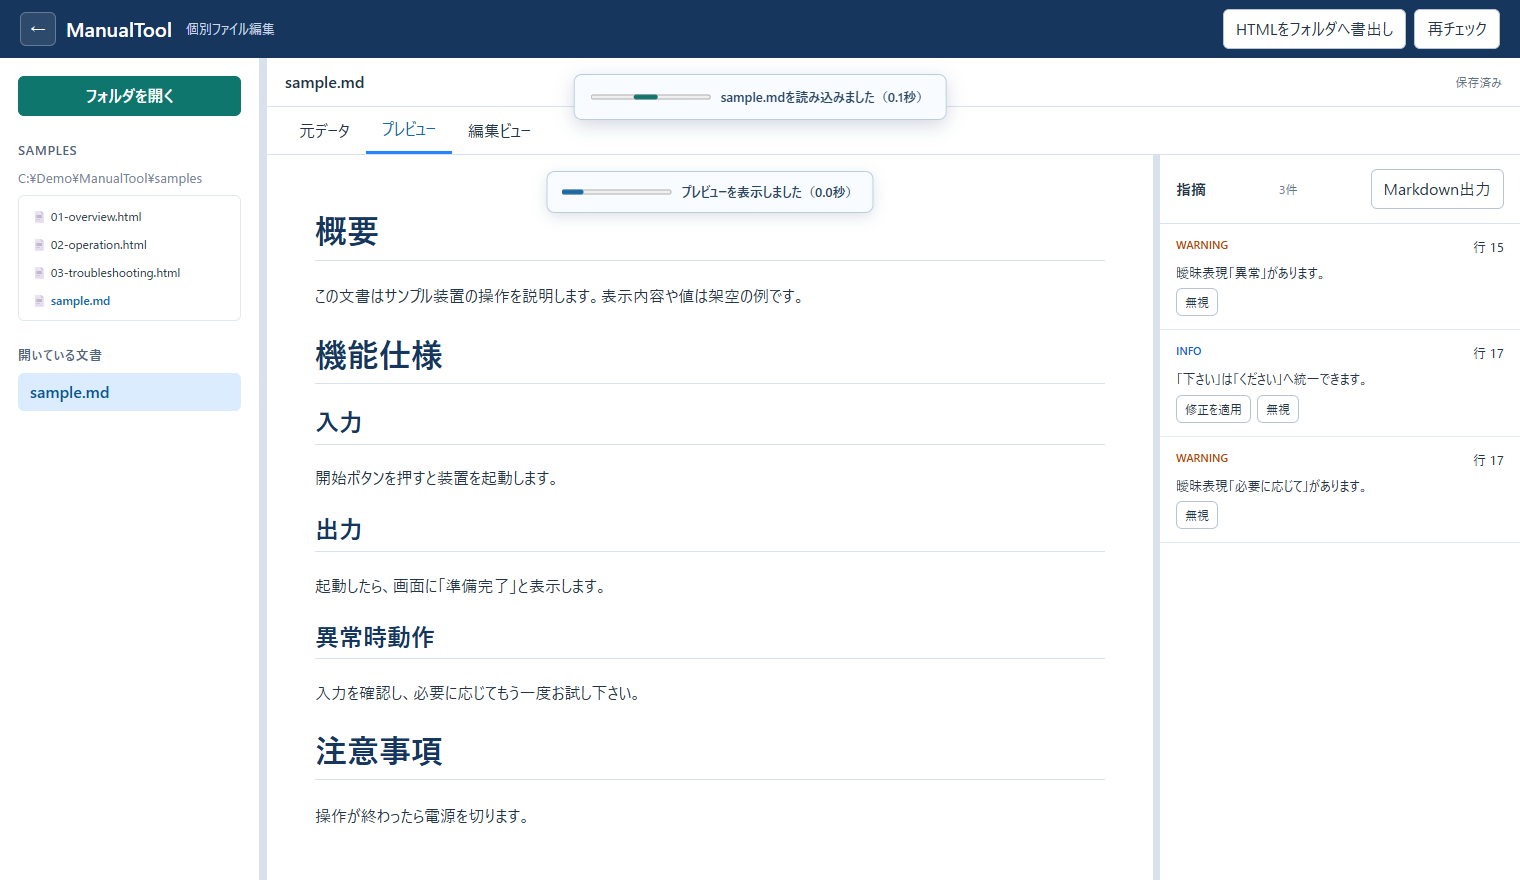 ← ManualTool 個別ファイル編集
HTMLをフォルダへ書出し
再チェック
フォルダを開く
SAMPLES
C:¥Demo¥ManualTool¥samples
01-overview.html
02-operation.html
03-troubleshooting.html
sample.md
開いている文書
sample.md
sample.md
保存済み
sample.mdを読み込みました（0.1秒）
元データ
プレビュー
編集ビュー
プレビューを表示しました（0.0秒）
概要
この文書はサンプル装置の操作を説明します。表示内容や値は架空の例です。
機能仕様
入力
開始ボタンを押すと装置を起動します。
出力
起動したら、画面に「準備完了」と表示します。
異常時動作
入力を確認し、必要に応じてもう一度お試し下さい。
注意事項
操作が終わったら電源を切ります。
指摘
3件
Markdown出力
WARNING
行 15
曖昧表現「異常」があります。
無視
INFO
行 17
「下さい」は「ください」へ統一できます。
修正を適用
無視
WARNING
行 17
曖昧表現「必要に応じて」があります。
無視